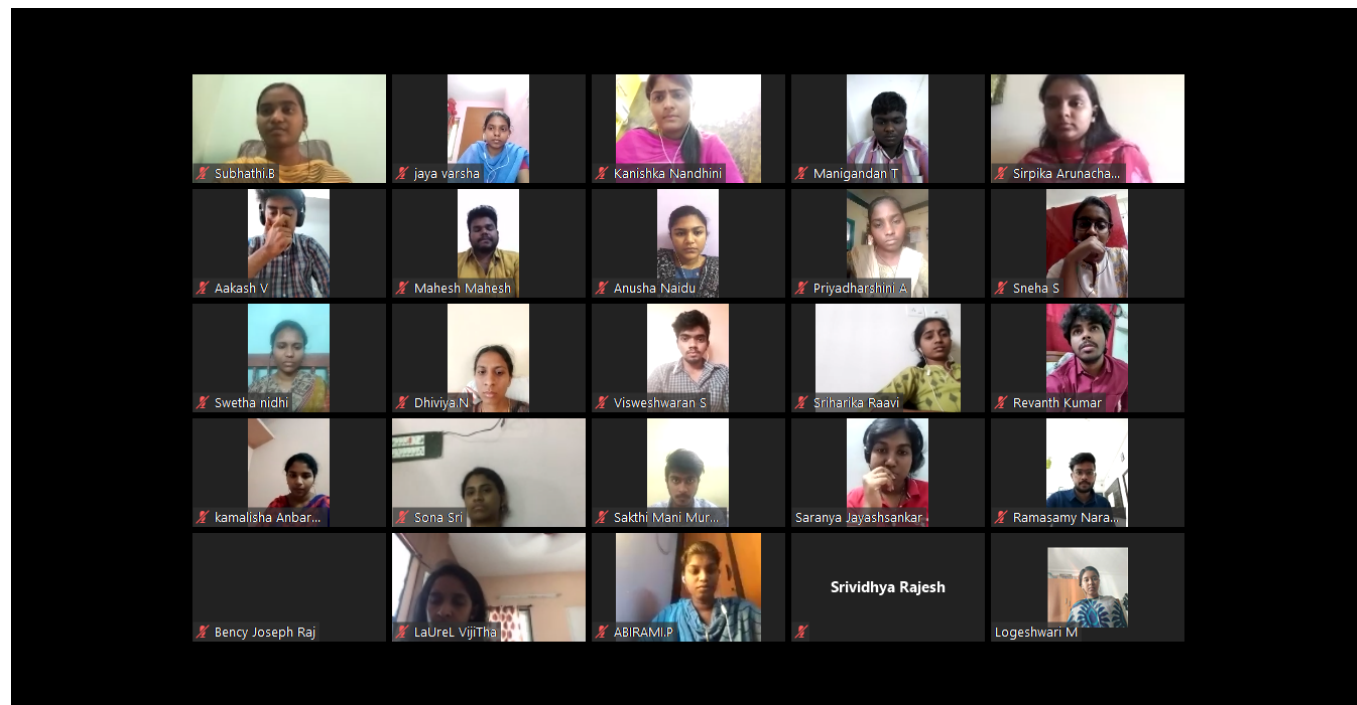 Subhathi.B
jaya varsha
Kanishka Nandhini
Manigandan T
Sirpika Arunacha...
Aakash V
Mahesh Mahesh
Anusha Naidu
Priyadharshini A
Sneha S
Swetha nidhi
Dhiviya.N
Visweshwaran S
Sriharika Raavi
Revanth Kumar
kamalisha Anbar...
Sona Sri
Sakthi Mani Mur...
Saranya Jayashsankar
Ramasamy Nara...
Bency Joseph Raj
LaUreL VijiTha
ABIRAMI.P
Srividhya Rajesh
Logeshwari M